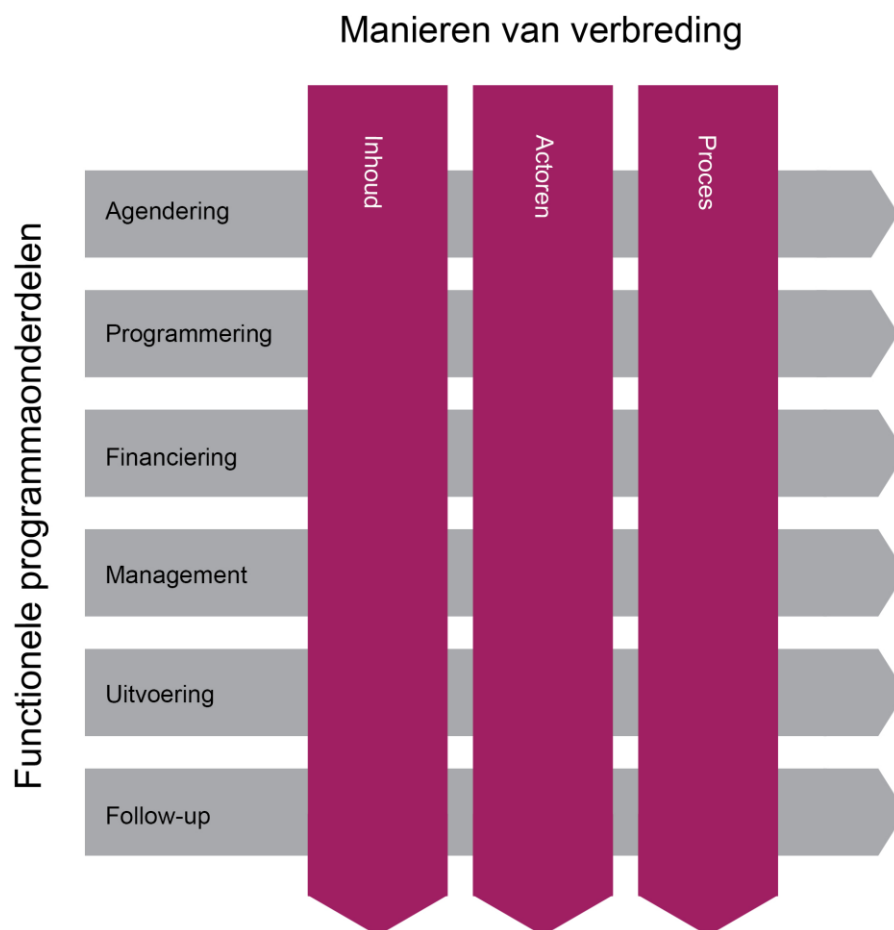 Manieren van verbreding
Inhoud
Actoren
Proces
Functionele programmaonderdelen
Agendering
Programmering
Financiering
Management
Uitvoering
Follow-up